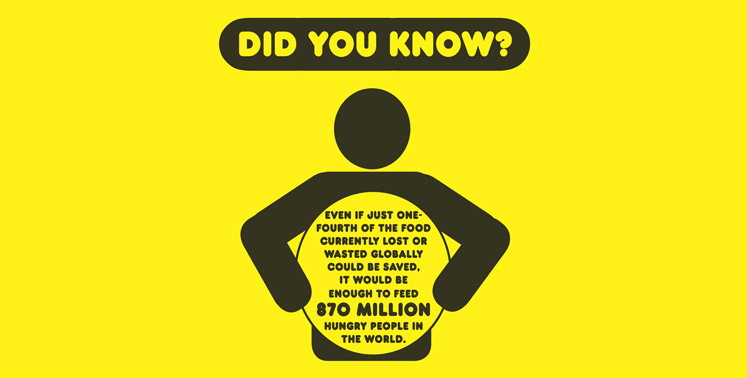 DID YOU KNOW?
EVEN IF JUST ONE-
FOURTH OF THE FOOD
CURRENTLY LOST OR
WASTED GLOBALLY
COULD BE SAVED,
IT WOULD BE
ENOUGH TO FEED
870 MILLION
HUNGRY PEOPLE IN
THE WORLD.